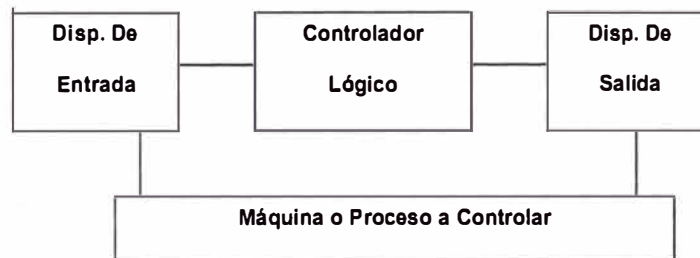 Disp. De
Entrada
Controlador
Lógico
Disp. De
Salida
Máquina o Proceso a Controlar